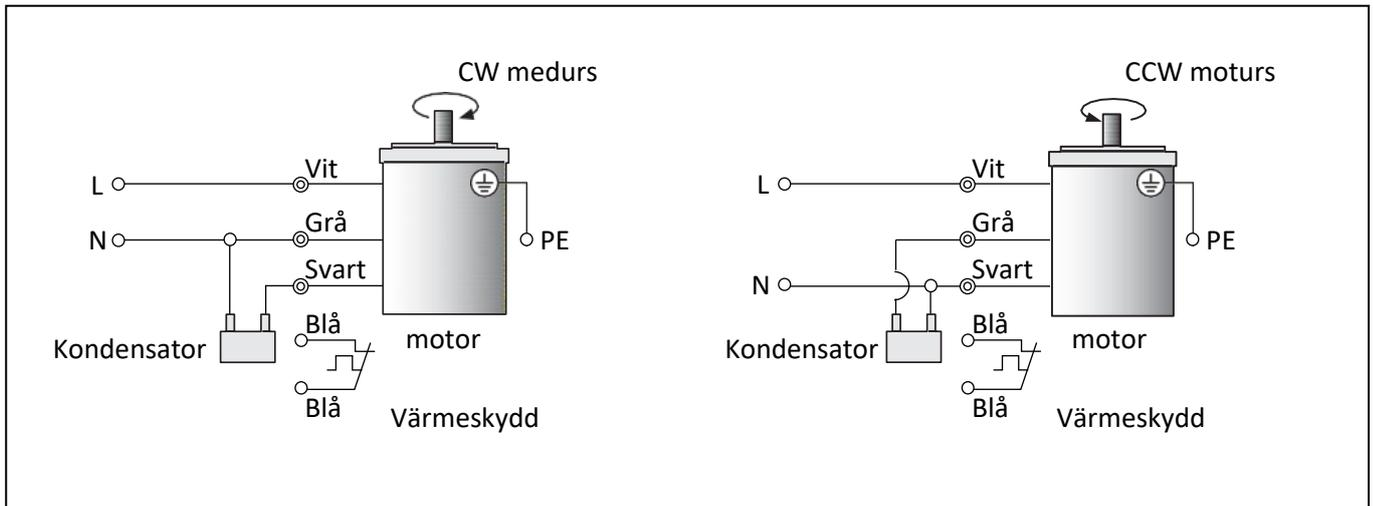 CW medurs
Vit
L
Grå
N
PE
Svart
Blå
Kondensator
motor
Blå
Värmeskydd
CCW moturs
Vit
L
Grå
PE
Svart
N
Blå
Kondensator
motor
Blå
Värmeskydd